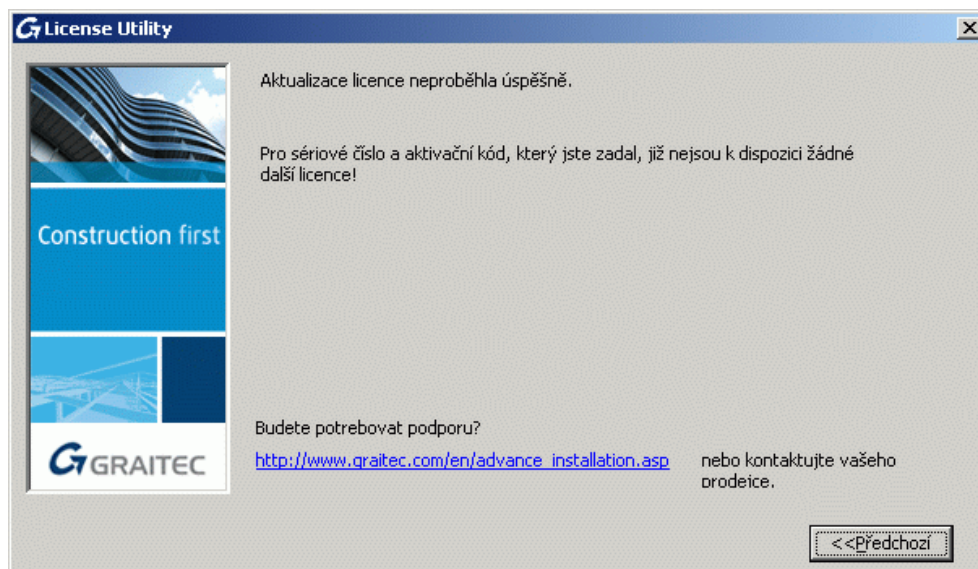 License Utility
Aktualizace licence neproběhla úspěšně.
Pro sériové číslo a aktivační kód, který jste zadal, již nejsou k dispozici žádné
další licence!
Construction first
GRAITEC
Budete potrebovat podporu?
http://www.graitec.com/en/advance_installation.asp nebo kontaktujte vašeho
prodejce.
<<Předchozí